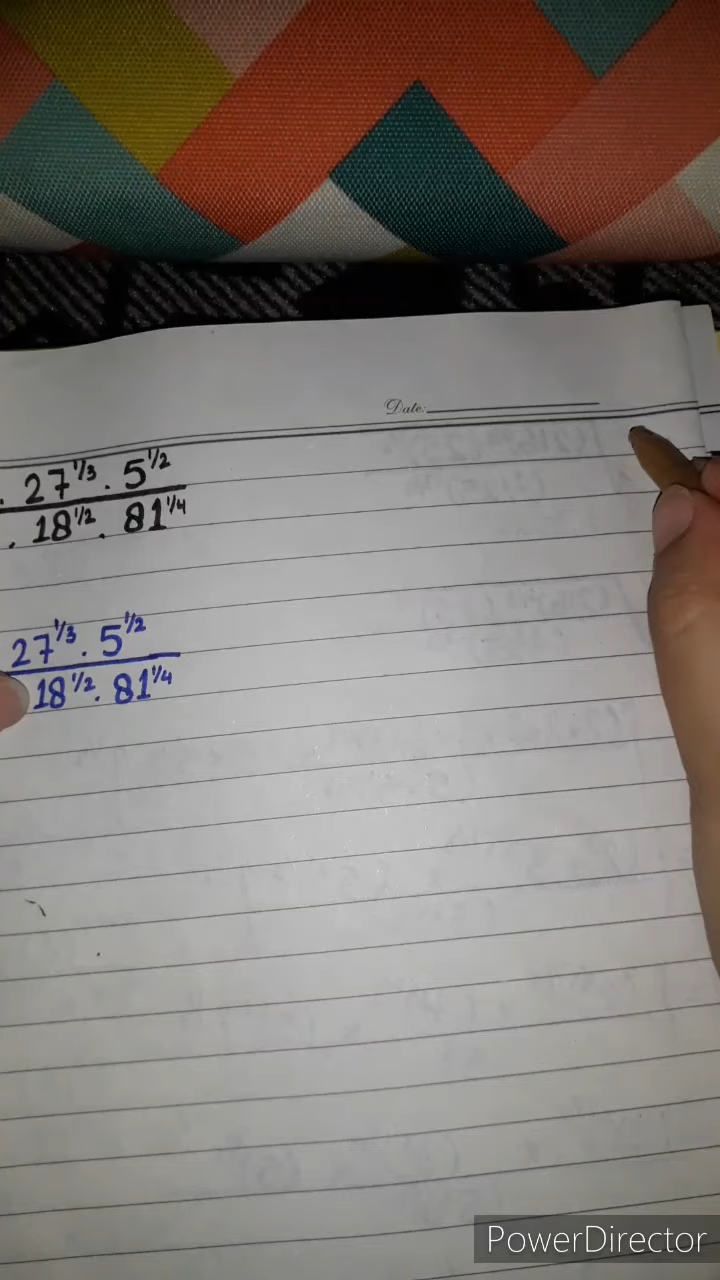 Date:
. 27^1/3 . 5^1/2
. 18^1/2 . 81^1/4
27^1/3 . 5^1/2
18^1/2 . 81^1/4
PowerDirector